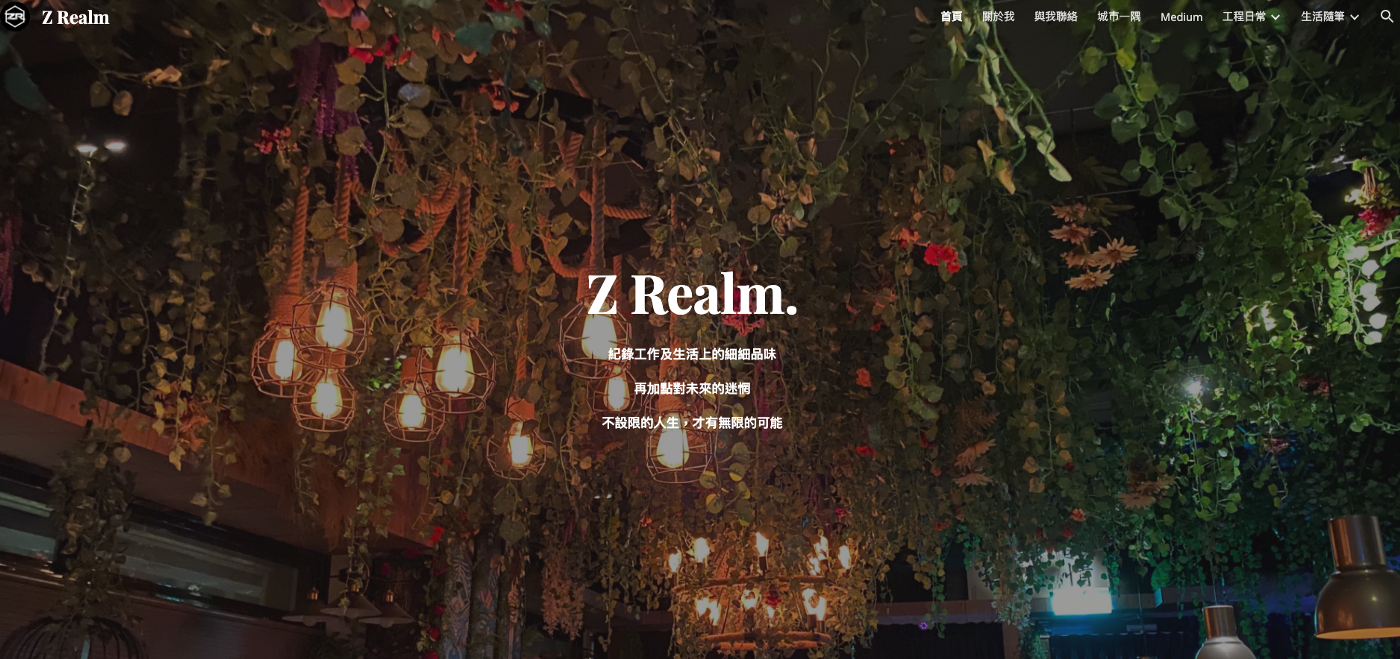 ZR
Z Realm
首頁
關於我
與我聯絡
城市一隅
Medium
工程日常
生活隨筆
Z Realm.
紀錄工作及生活上的細細品味
再加點對未來的迷惘
不設限的人生，才有無限的可能